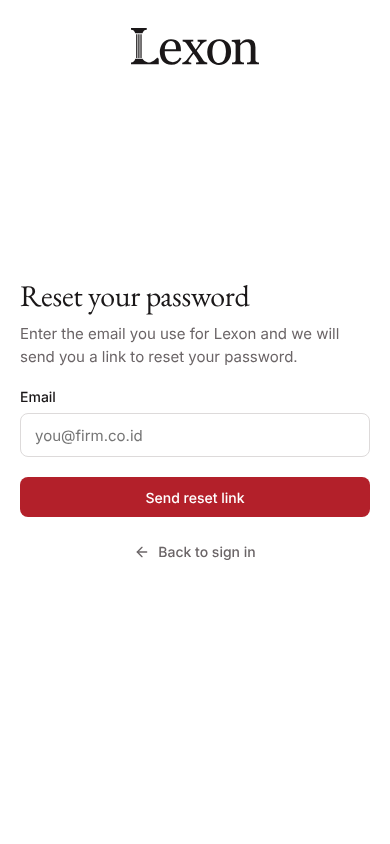 Lexon
Reset your password
Enter the email you use for Lexon and we will
send you a link to reset your password.
Email
you@firm.co.id
Send reset link
Back to sign in